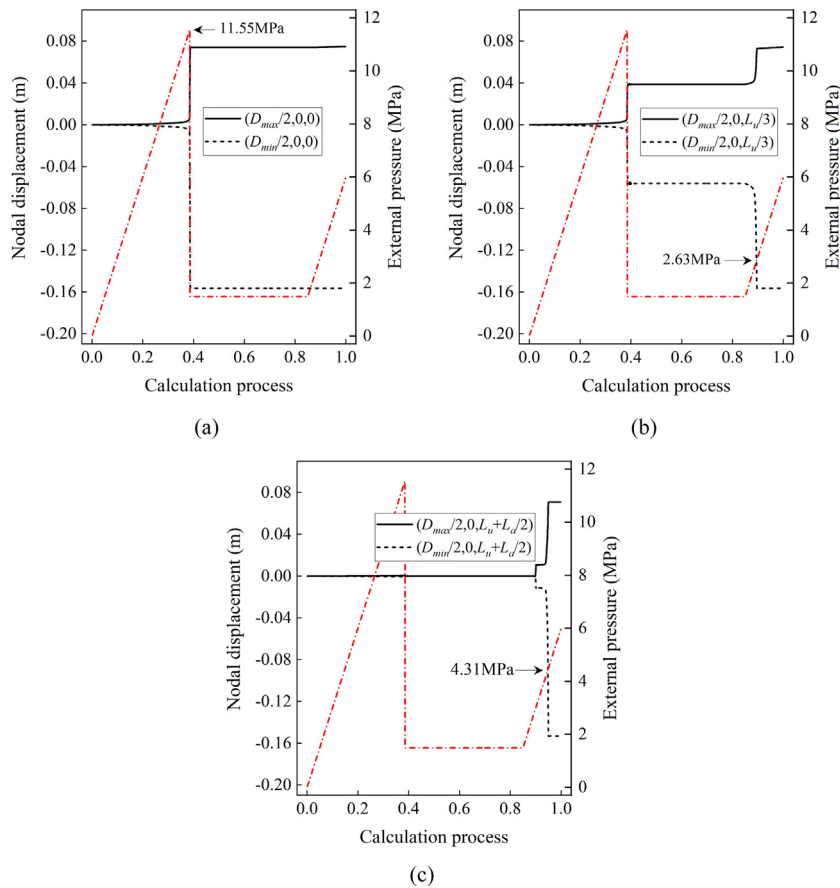 11.55MPa
0.08
0.04
0.00
-0.04
-0.08
-0.12
-0.16
-0.20
Nodal displacement (m)
(Dmax/2,0,0)
(Dmin/2,0,0)
12
10
8
6
4
2
0
External pressure (MPa)
0.0 0.2 0.4 0.6 0.8 1.0
Calculation process
(a)
0.08
0.04
0.00
-0.04
-0.08
-0.12
-0.16
-0.20
Nodal displacement (m)
(Dmax/2,0,Lu/3)
(Dmin/2,0,Lu/3)
2.63MPa
12
10
8
6
4
2
0
External pressure (MPa)
0.0 0.2 0.4 0.6 0.8 1.0
Calculation process
(b)
0.08
0.04
0.00
-0.04
-0.08
-0.12
-0.16
-0.20
Nodal displacement (m)
(Dmax/2,0,Lu+La/2)
(Dmin/2,0,Lu+La/2)
4.31MPa
12
10
8
6
4
2
0
External pressure (MPa)
0.0 0.2 0.4 0.6 0.8 1.0
Calculation process
(c)